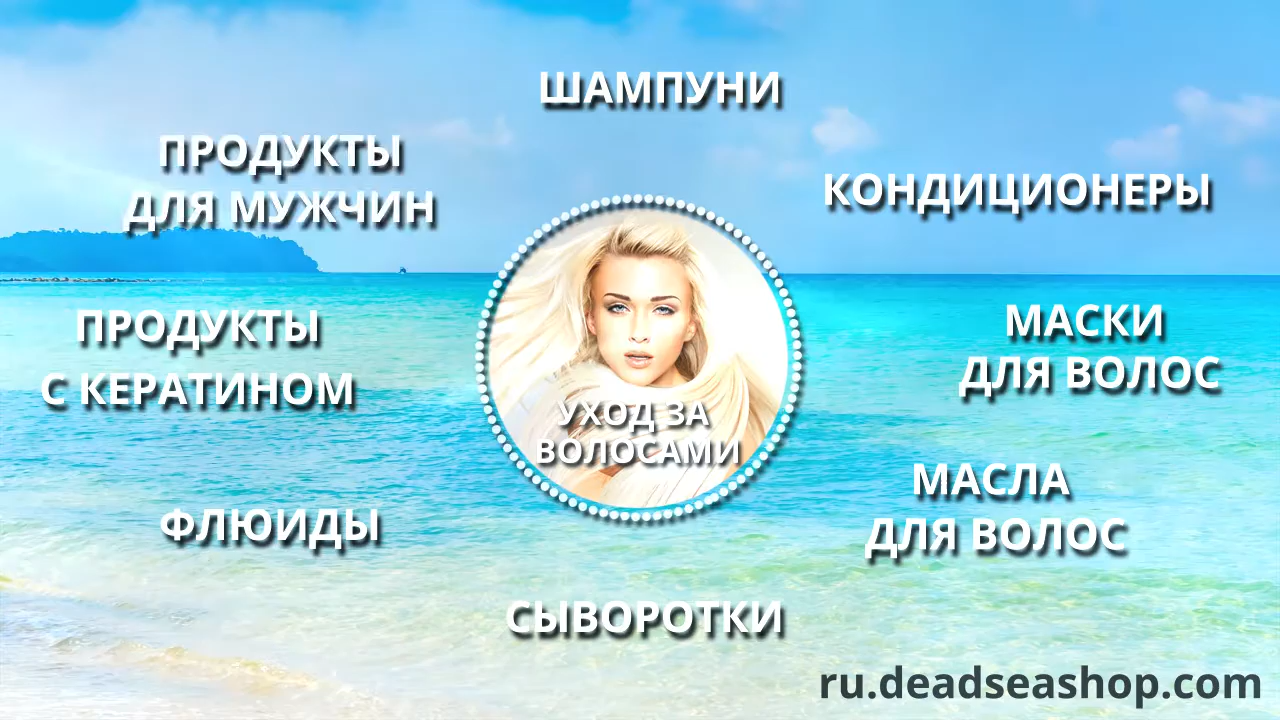 ШАМПУНИ
ПРОДУКТЫ
ДЛЯ МУЖЧИН
КОНДИЦИОНЕРЫ
ПРОДУКТЫ
С КЕРАТИНОМ
МАСКИ
ДЛЯ ВОЛОС
УХОД ЗА
ВОЛОСАМИ
ФЛЮИДЫ
МАСЛА
ДЛЯ ВОЛОС
СЫВОРОТКИ
ru.deadseashop.com